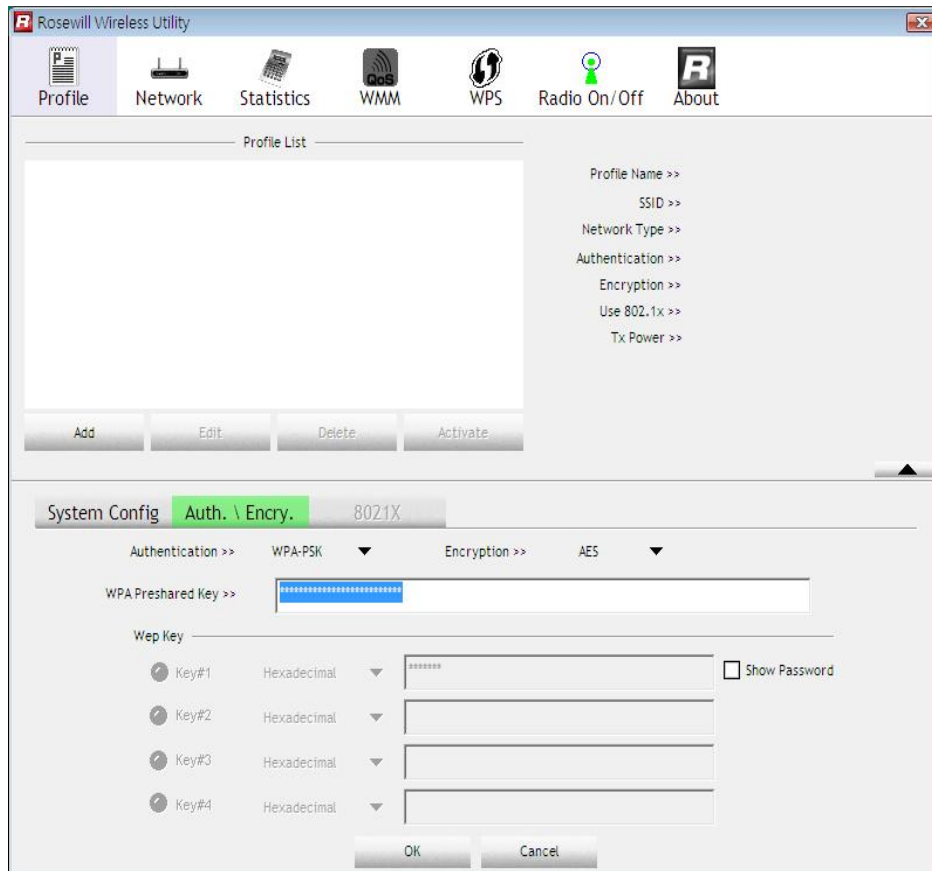 R Rosewill Wireless Utility
P
QoS
R
Profile Network Statistics WMM WPS Radio On/Off About
Profile List
Profile Name >>
SSID >>
Network Type >>
Authentication >>
Encryption >>
Use 802.1x >>
Tx Power >>
Add Edit Delete Activate
System Config Auth. \ Encry. 8021X
Authentication >> WPA-PSK Encryption >> AES
WPA Preshared Key >> **************************
Wep Key
Key#1 Hexadecimal ******* Show Password
Key#2 Hexadecimal
Key#3 Hexadecimal
Key#4 Hexadecimal
OK Cancel